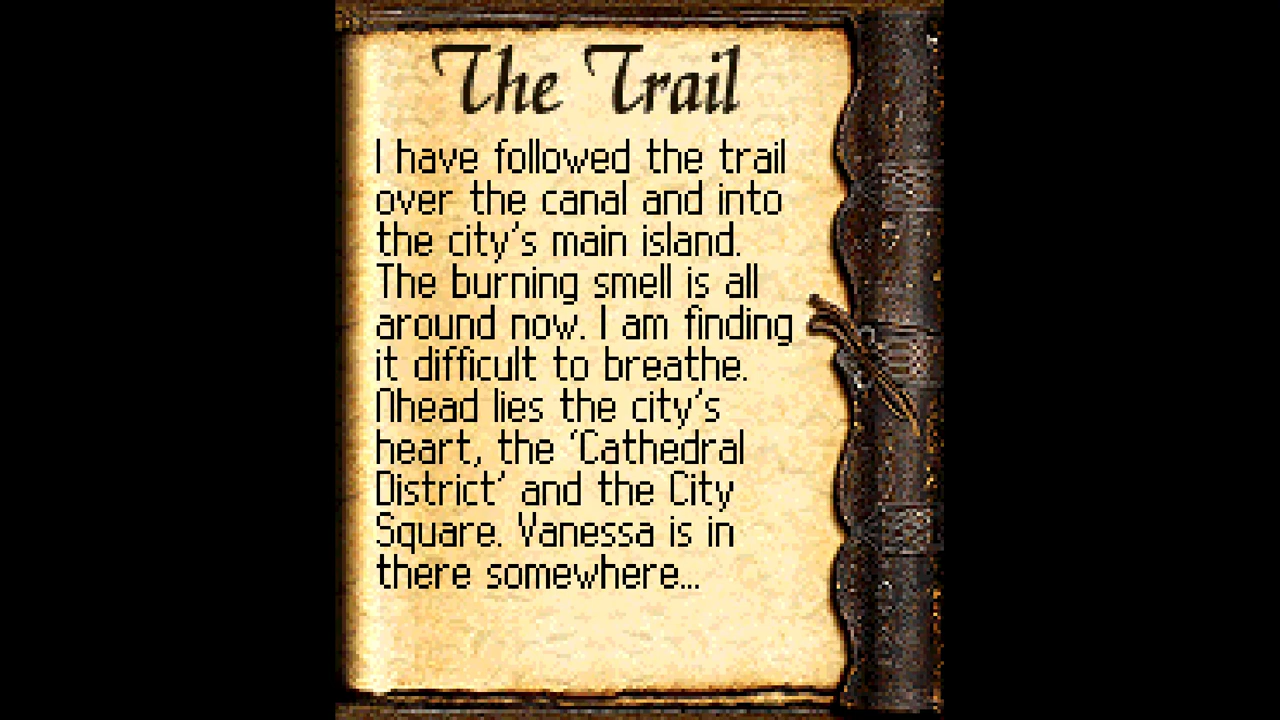 The Trail
I have followed the trail
over the canal and into
the city's main island.
The burning smell is all
around now. I am finding
it difficult to breathe.
Ahead lies the city's
heart, the 'Cathedral
District' and the City
Square. Vanessa is in
there somewhere...